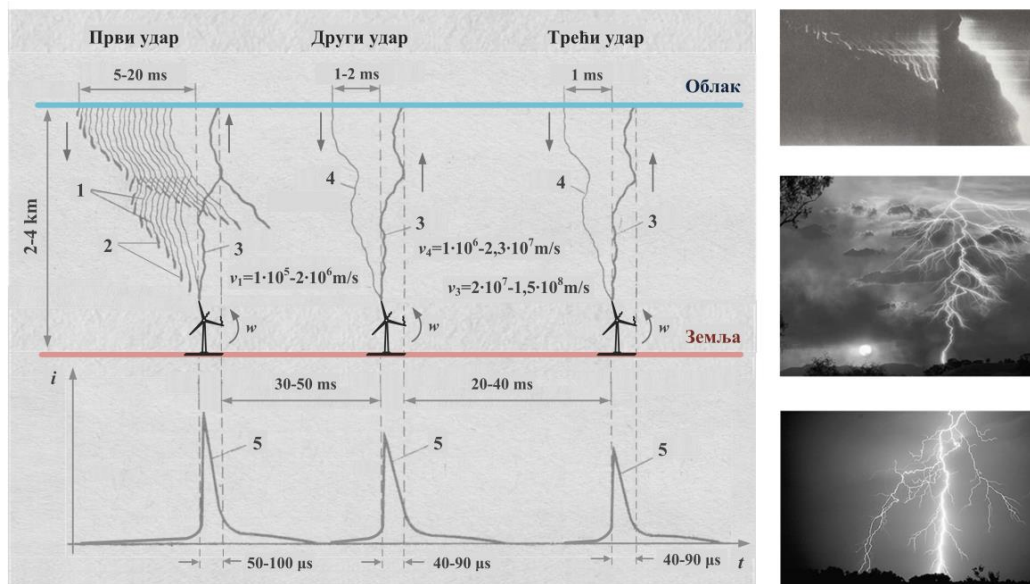 Први удар
Други удар
Трећи удар
5-20 ms
1-2 ms
1 ms
Облак
2-4 km
1
2
3
4
3
4
3
v₄=1·10⁶-2,3·10⁷m/s
v₁=1·10⁵-2·10⁶m/s
v₃=2·10⁷-1,5·10⁸m/s
w
w
w
Земља
i
30-50 ms
20-40 ms
5
5
5
50-100 µs
40-90 µs
40-90 µs
t